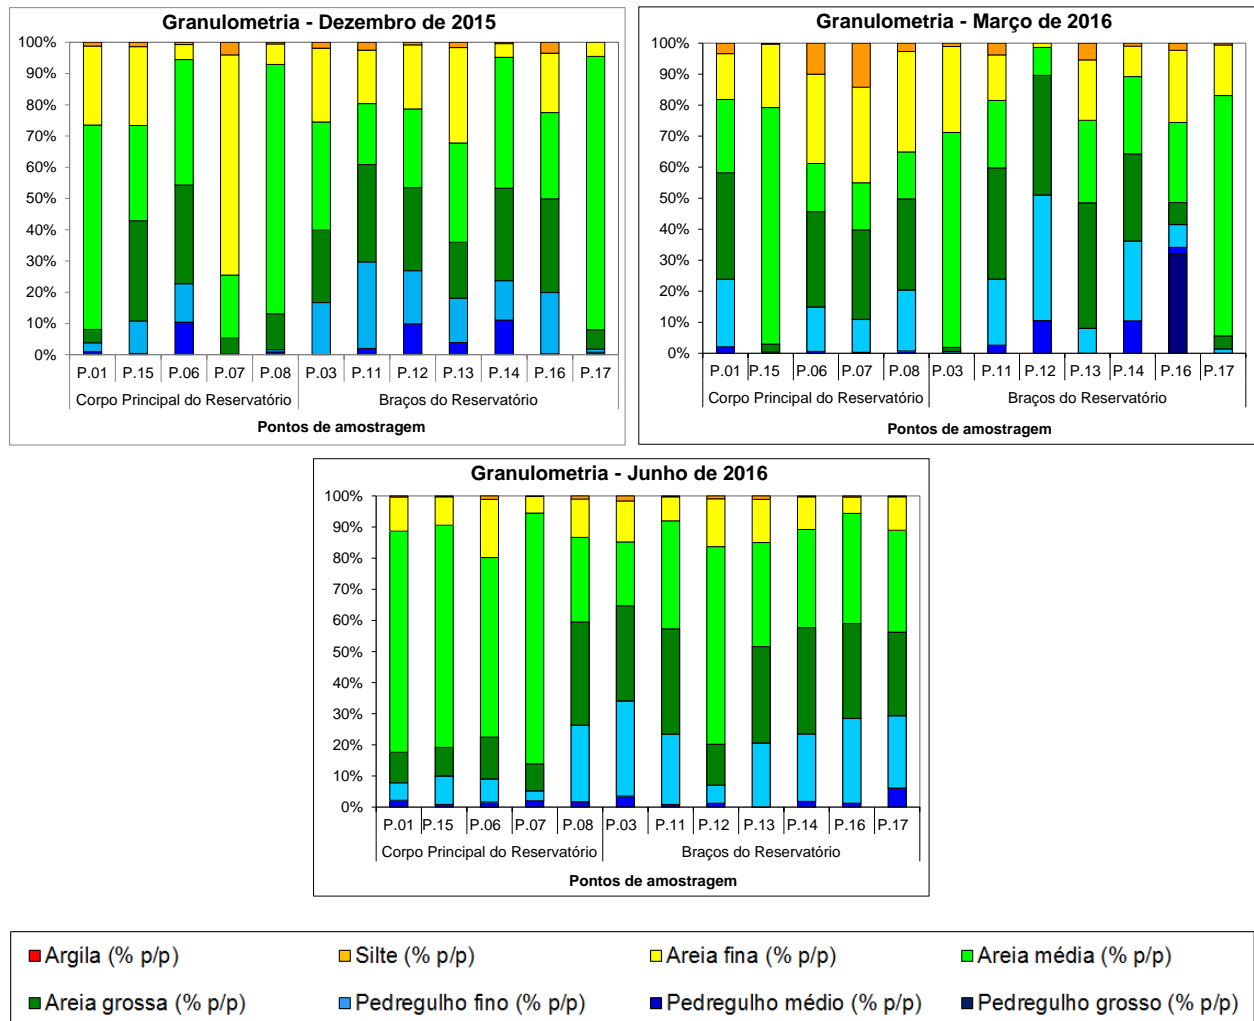 Granulometria - Dezembro de 2015
100%
90%
80%
70%
60%
50%
40%
30%
20%
10%
0%
P.01 P.15 P.06 P.07 P.08 P.03 P.11 P.12 P.13 P.14 P.16 P.17
Corpo Principal do Reservatório Braços do Reservatório
Pontos de amostragem
Granulometria - Março de 2016
100%
90%
80%
70%
60%
50%
40%
30%
20%
10%
0%
P.01 P.15 P.06 P.07 P.08 P.03 P.11 P.12 P.13 P.14 P.16 P.17
Corpo Principal do Reservatório Braços do Reservatório
Pontos de amostragem
Granulometria - Junho de 2016
100%
90%
80%
70%
60%
50%
40%
30%
20%
10%
0%
P.01 P.15 P.06 P.07 P.08 P.03 P.11 P.12 P.13 P.14 P.16 P.17
Corpo Principal do Reservatório Braços do Reservatório
Pontos de amostragem
Argila (% p/p) Silte (% p/p) Areia fina (% p/p) Areia média (% p/p)
Areia grossa (% p/p) Pedregulho fino (% p/p) Pedregulho médio (% p/p) Pedregulho grosso (% p/p)